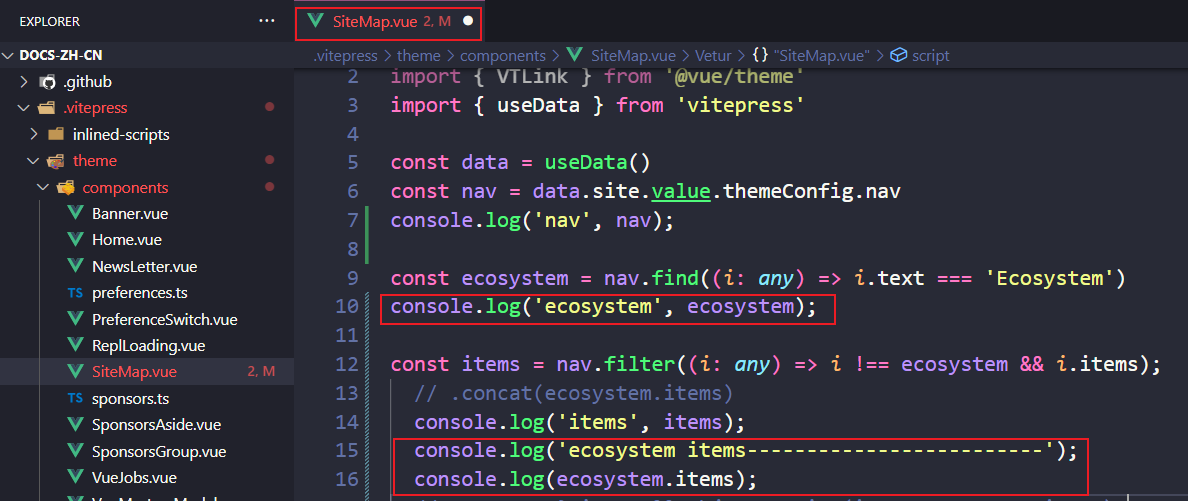 EXPLORER
SiteMap.vue 2, M
DOCS-ZH-CN
.vitepress > theme > components > SiteMap.vue > Vetur > {} "SiteMap.vue" > script
.github
.vitepress
inlined-scripts
theme
components
Banner.vue
Home.vue
NewsLetter.vue
TS preferences.ts
PreferenceSwitch.vue
ReplLoading.vue
SiteMap.vue 2, M
TS sponsors.ts
SponsorsAside.vue
SponsorsGroup.vue
VueJobs.vue
2 import { VTLink } from '@vue/theme'
3 import { useData } from 'vitepress'
4
5 const data = useData()
6 const nav = data.site.value.themeConfig.nav
7 console.log('nav', nav);
8
9 const ecosystem = nav.find((i: any) => i.text === 'Ecosystem')
10 console.log('ecosystem', ecosystem);
11
12 const items = nav.filter((i: any) => i !== ecosystem && i.items);
13 // .concat(ecosystem.items)
14 console.log('items', items);
15 console.log('ecosystem items-------------------------');
16 console.log(ecosystem.items);